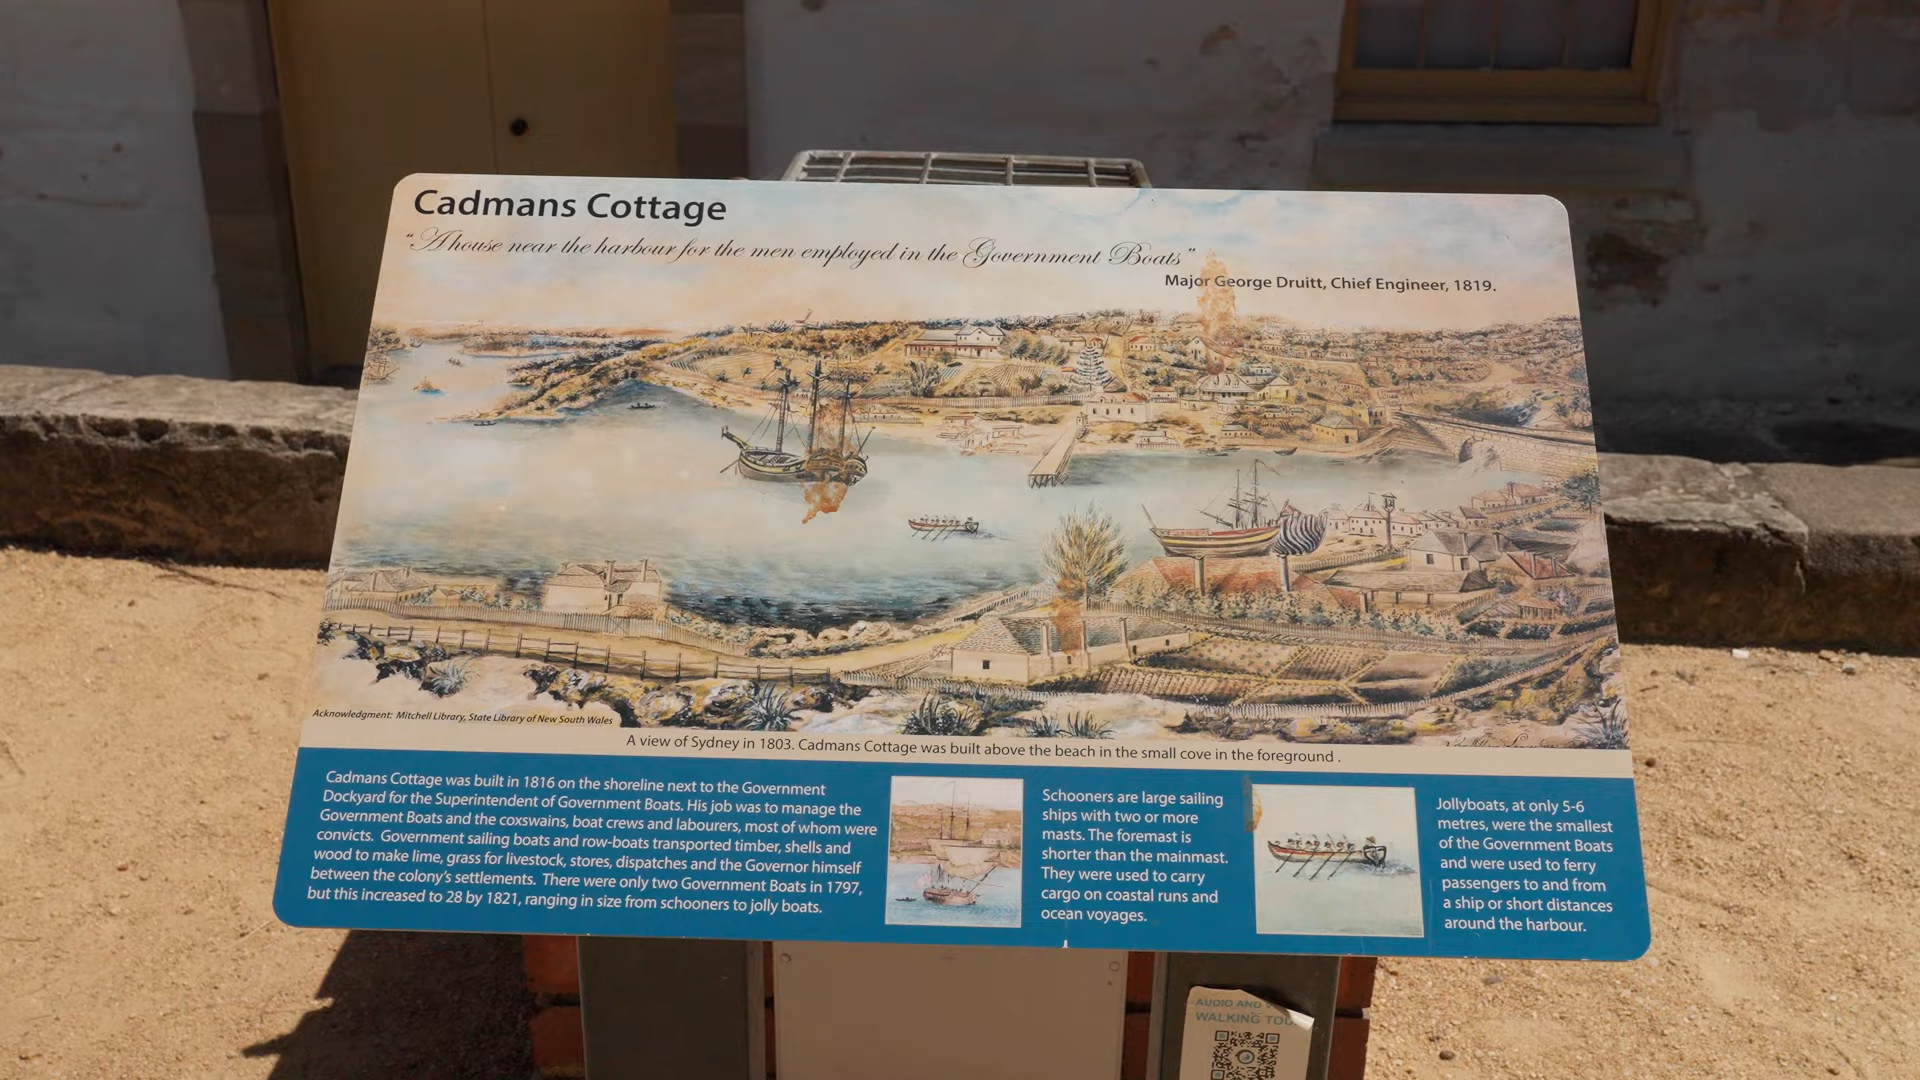 Cadmans Cottage
"A house near the harbour for the men employed in the Government Boats"
Major George Druitt, Chief Engineer, 1819.
Acknowledgment: Mitchell Library, State Library of New South Wales
A view of Sydney in 1803. Cadmans Cottage was built above the beach in the small cove in the foreground .
Cadmans Cottage was built in 1816 on the shoreline next to the Government
Dockyard for the Superintendent of Government Boats. His job was to manage the
Government Boats and the coxswains, boat crews and labourers, most of whom were
convicts. Government sailing boats and row-boats transported timber, shells and
wood to make lime, grass for livestock, stores, dispatches and the Governor himself
between the colony's settlements. There were only two Government Boats in 1797,
but this increased to 28 by 1821, ranging in size from schooners to jolly boats.
Schooners are large sailing
ships with two or more
masts. The foremast is
shorter than the mainmast.
They were used to carry
cargo on coastal runs and
ocean voyages.
Jollyboats, at only 5-6
metres, were the smallest
of the Government Boats
and were used to ferry
passengers to and from
a ship or short distances
around the harbour.
AUDIO AND
WALKING TOU